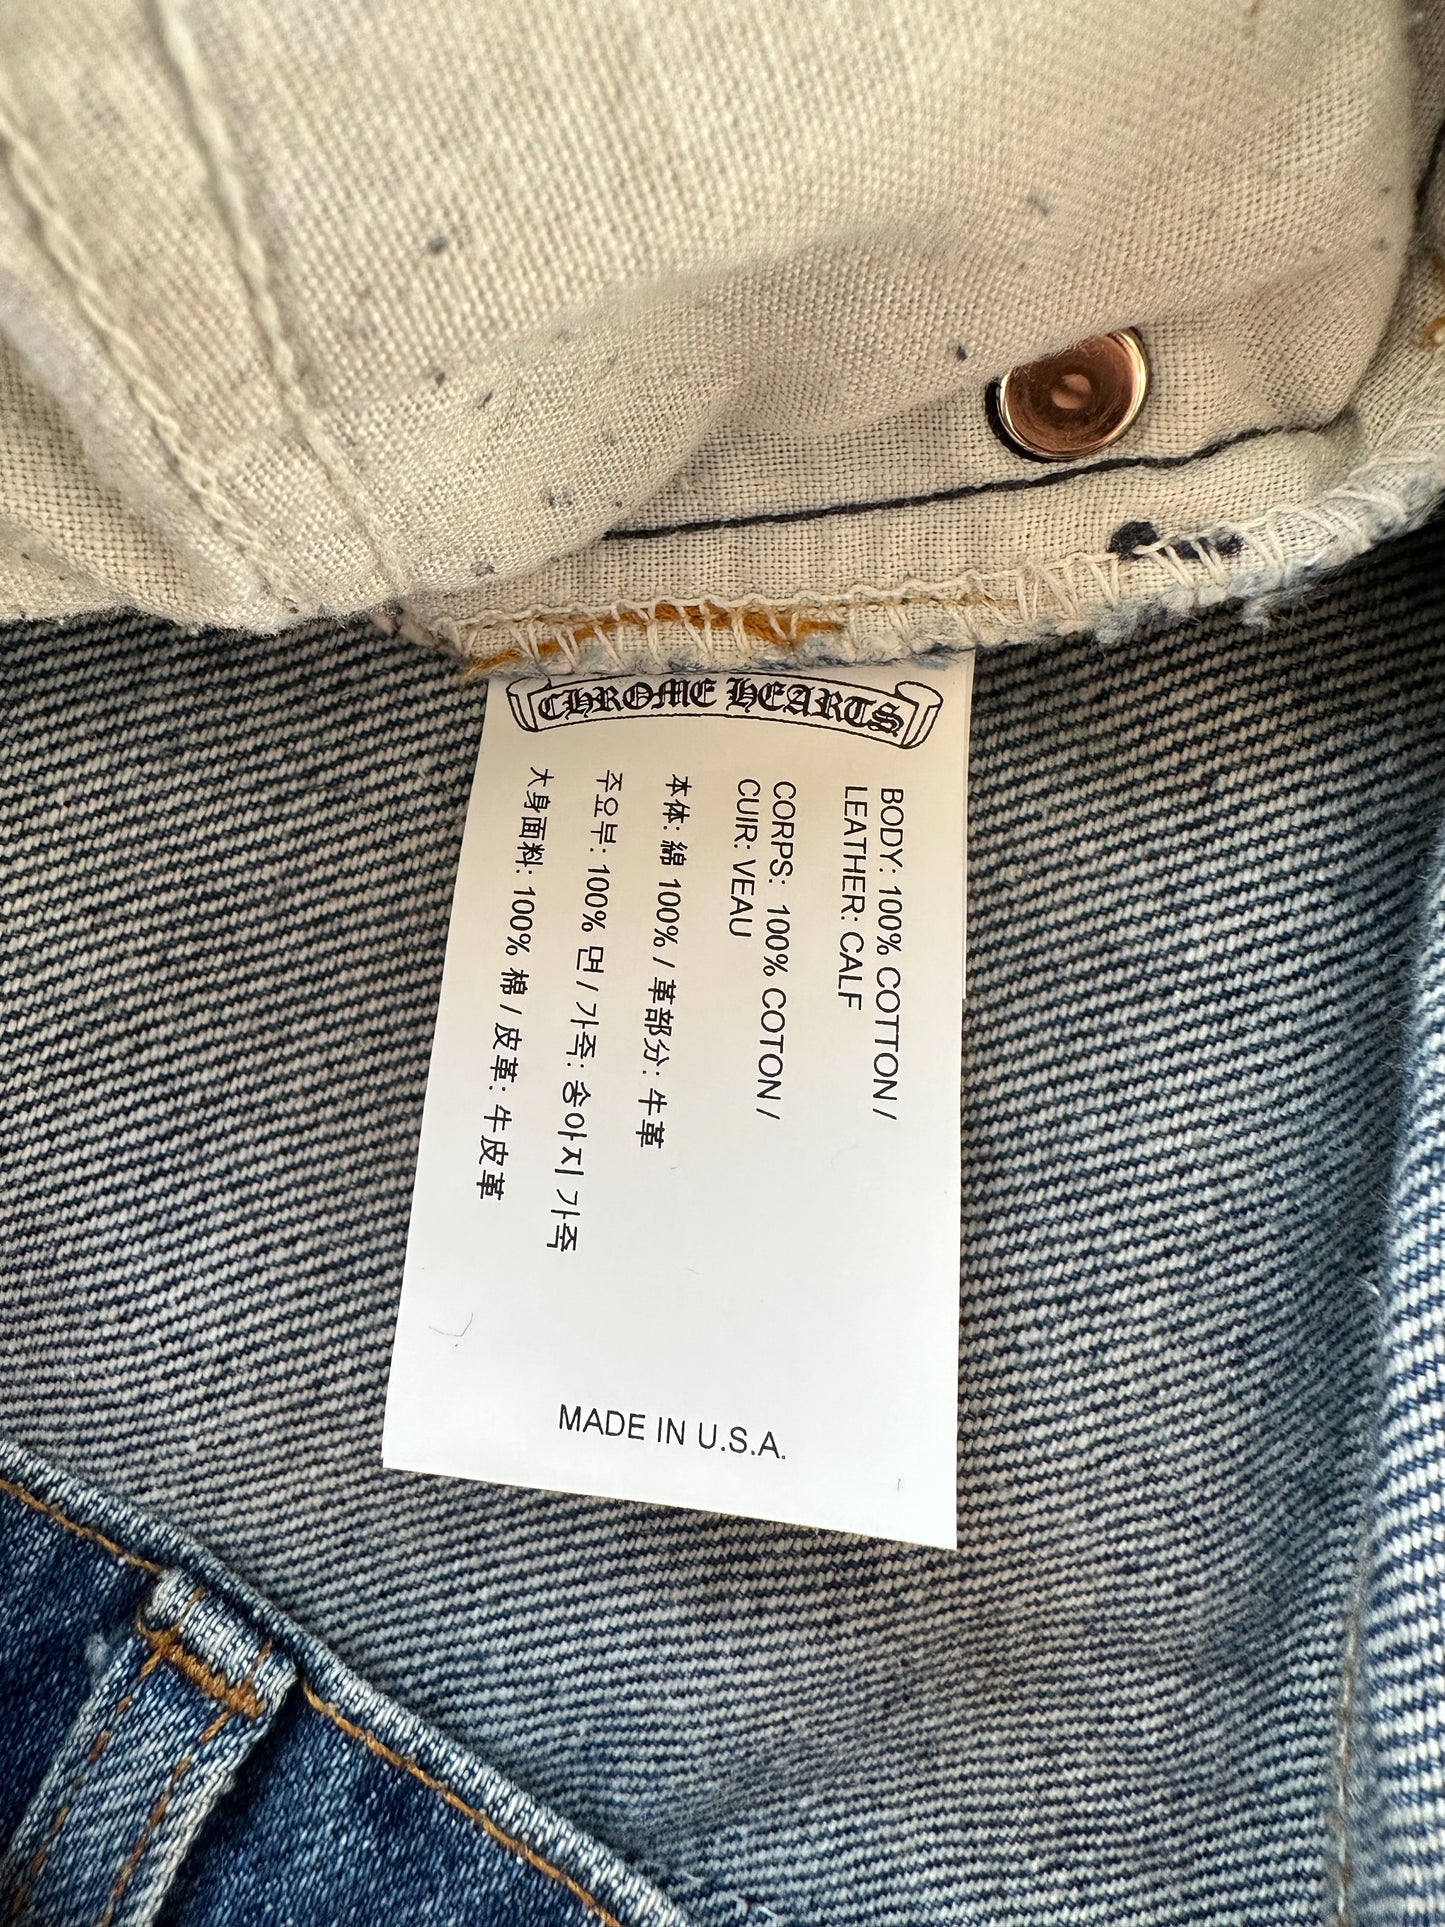 CHROME HEARTS
BODY: 100% COTTON /
LEATHER: CALF
CORPS: 100% COTON /
CUIR: VEAU
本体: 綿 100% / 革部分: 牛革
주요부: 100% 면 / 가죽: 송아지 가죽
大身面料: 100% 棉 / 皮革: 牛皮革
MADE IN U.S.A.